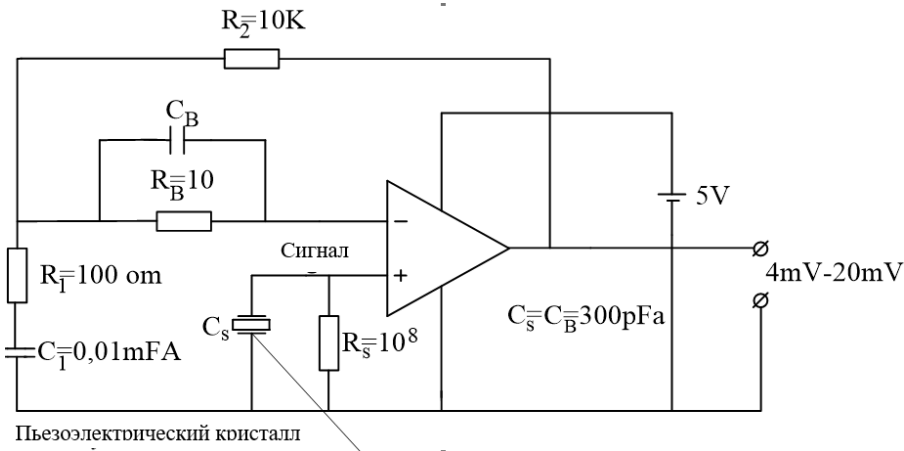 R2=10K
CB
RB=10
5V
Сигнал
−
+
R1=100 om
4mV-20mV
Cs=CB=300pFa
Cs
Rs=10^8
C1=0,01mFA
Пьезоэлектрический кристалл